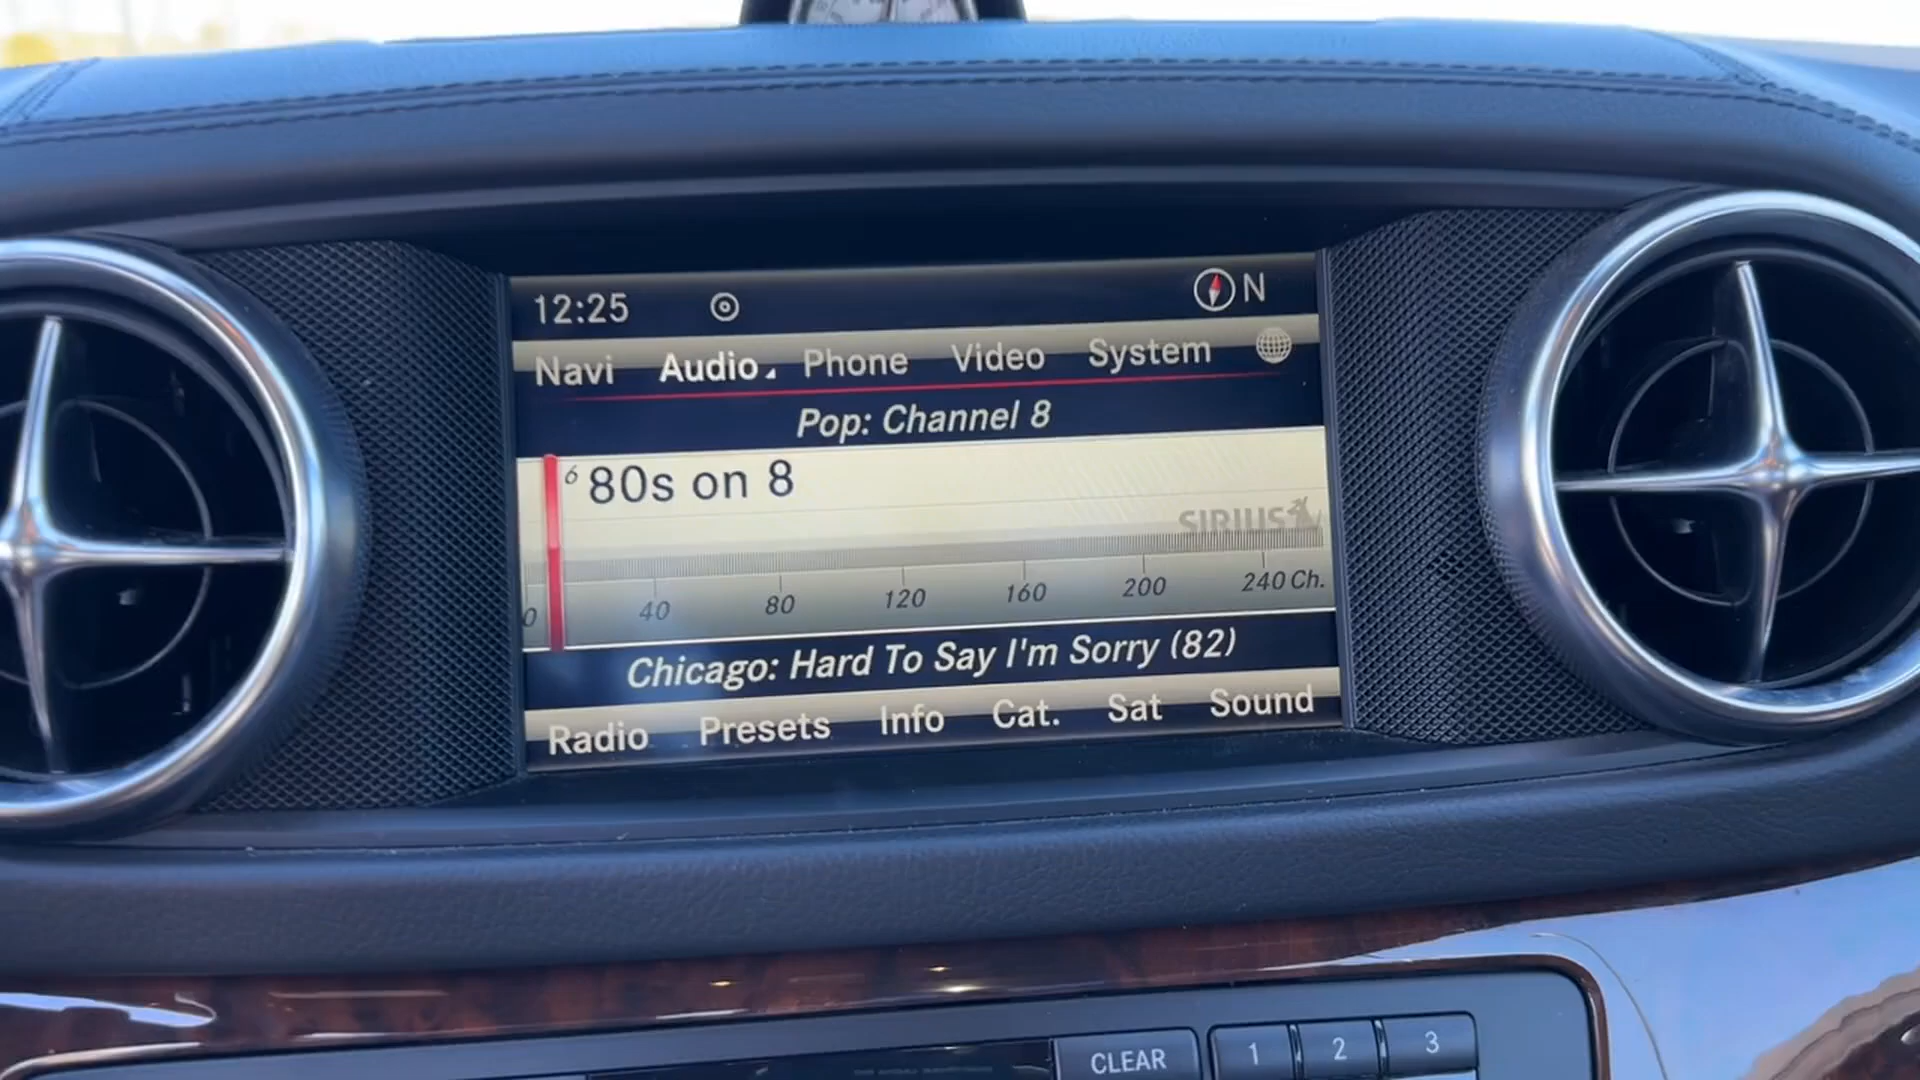 12:25 N
Navi Audio Phone Video System
Pop: Channel 8
6 80s on 8
SIRIUS
0 40 80 120 160 200 240 Ch.
Chicago: Hard To Say I'm Sorry (82)
Radio Presets Info Cat. Sat Sound
CLEAR 1 2 3